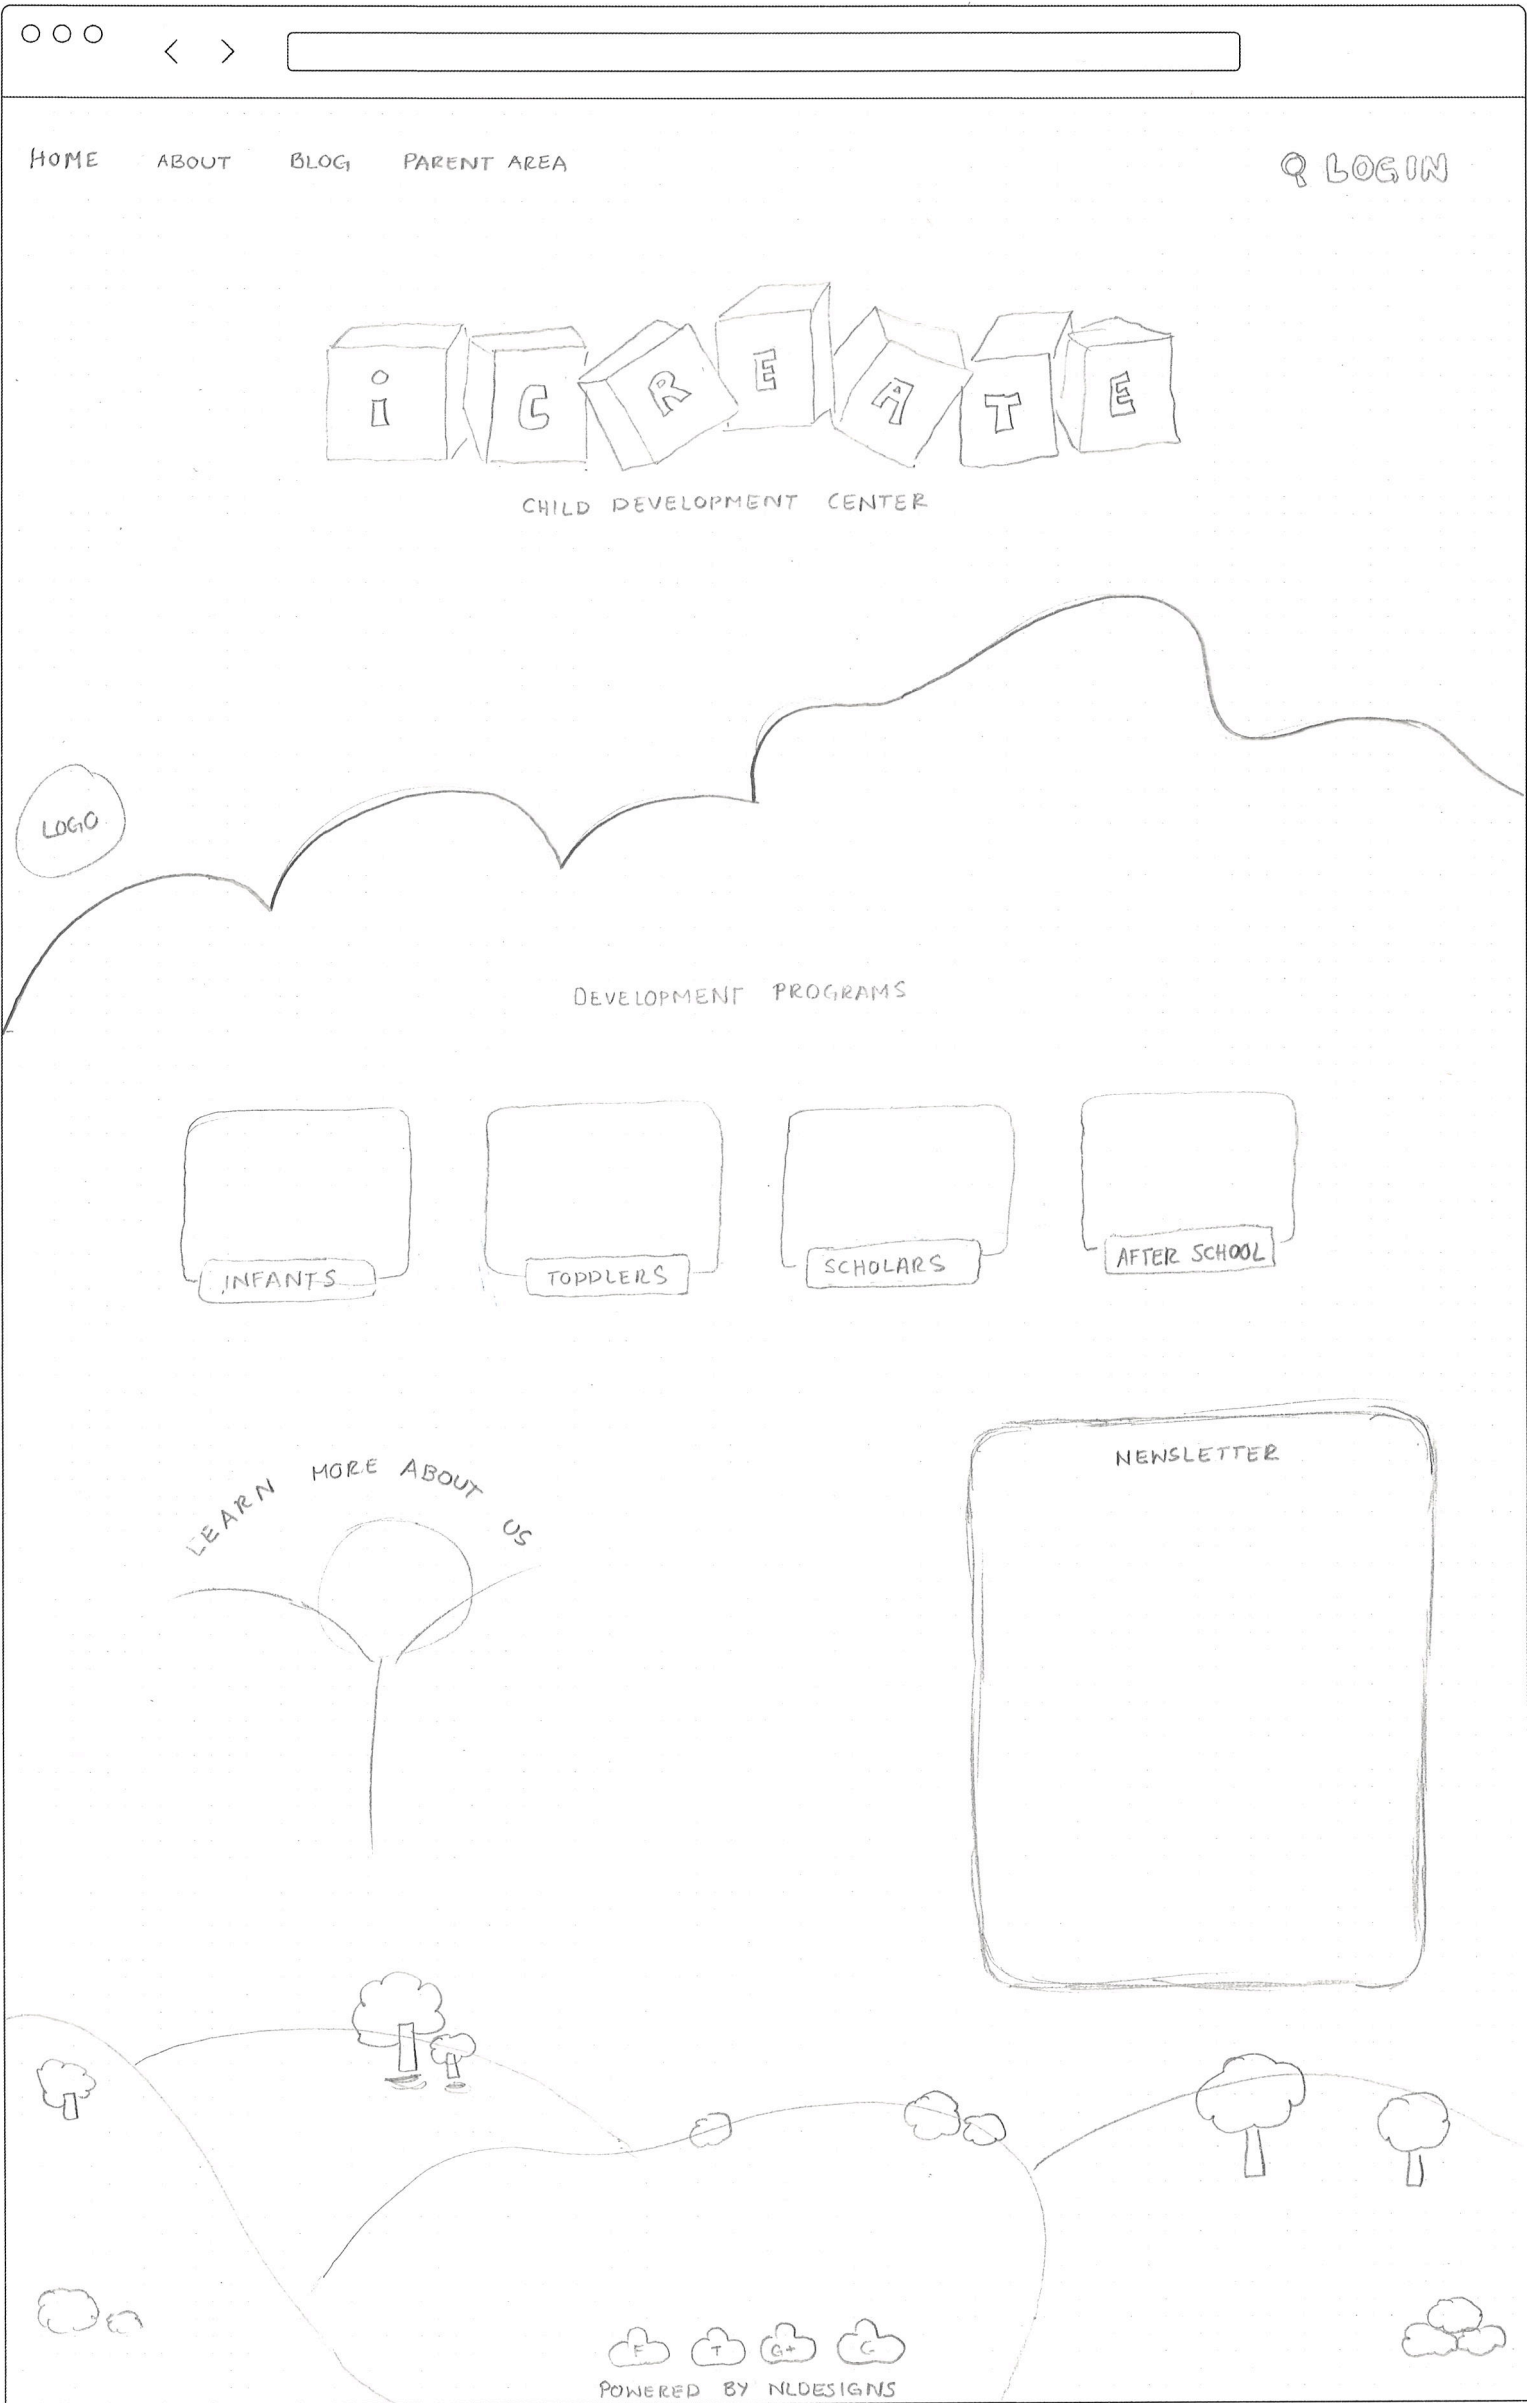 HOME ABOUT BLOG PARENT AREA LOGIN
iCREATE
CHILD DEVELOPMENT CENTER
LOGO
DEVELOPMENT PROGRAMS
INFANTS TODDLERS SCHOLARS AFTER SCHOOL
LEARN MORE ABOUT US
NEWSLETTER
F T G+ G
POWERED BY NLDESIGNS